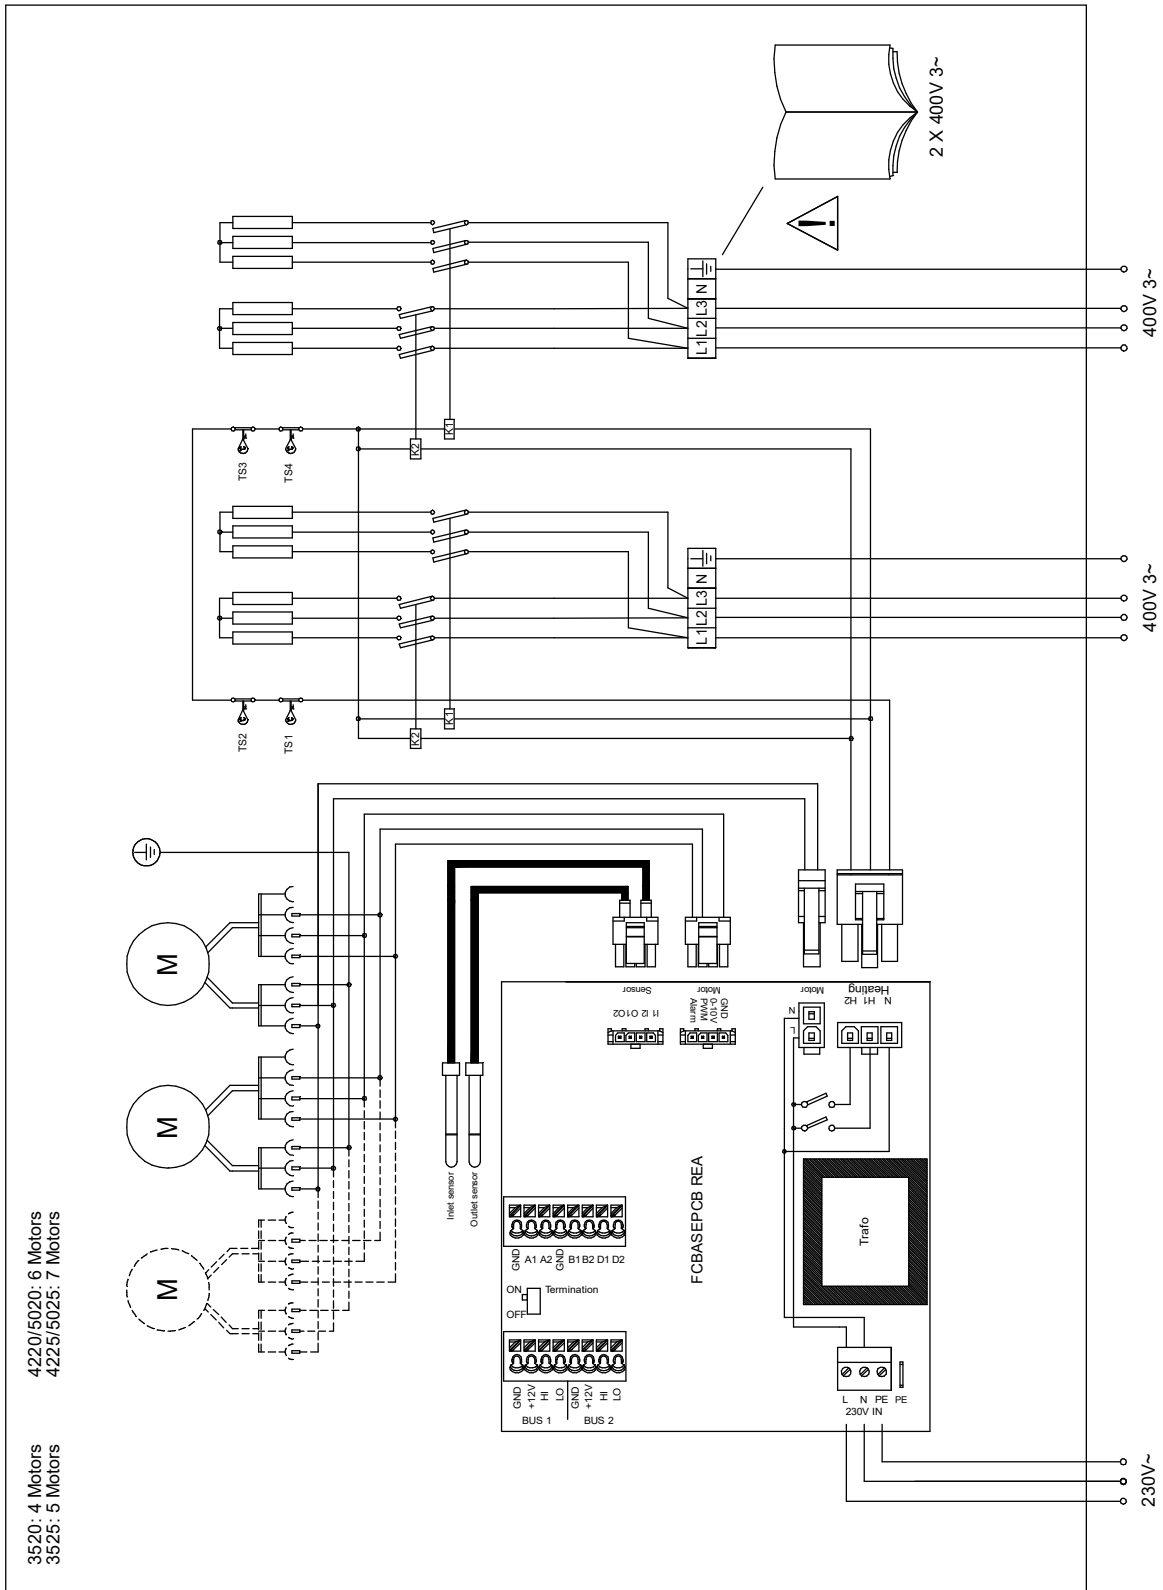 3520: 4 Motors
3525: 5 Motors
4220/5020: 6 Motors
4225/5025: 7 Motors
M
M
M
TS2
TS1
TS3
TS4
K2
K1
K2
K1
Inlet sensor
Outlet sensor
Sensor
I1 I2 O1O2
Motor
Alarm
PWM
0-10V
GND
Motor
L
N
Heating
H2 H1 N
FCBASEPCB REA
GND A1 A2 GND B1 B2 D1 D2
ON
OFF
Termination
GND +12V HI LO GND +12V HI LO
BUS 1
BUS 2
Trafo
L N PE
PE
230V IN
230V~
L1 L2 L3 N
400V 3~
L1 L2 L3 N
400V 3~
2 X 400V 3~
!